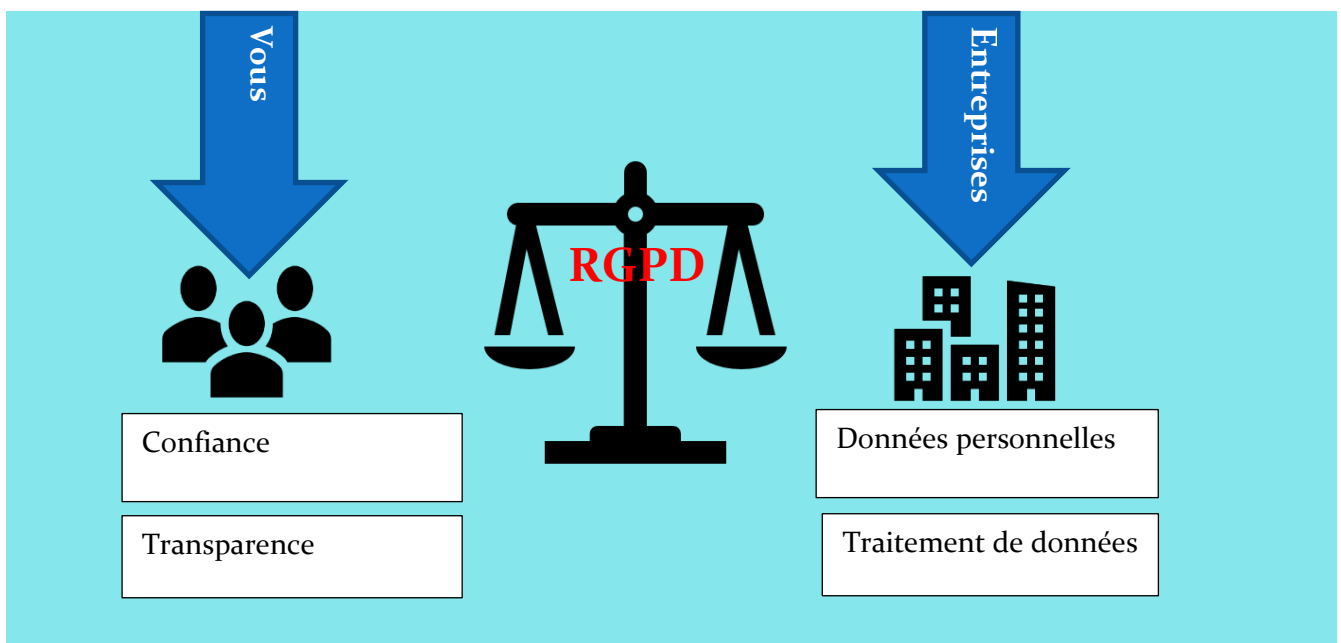 Vous
Entreprises
RGPD
Confiance
Données personnelles
Transparence
Traitement de données